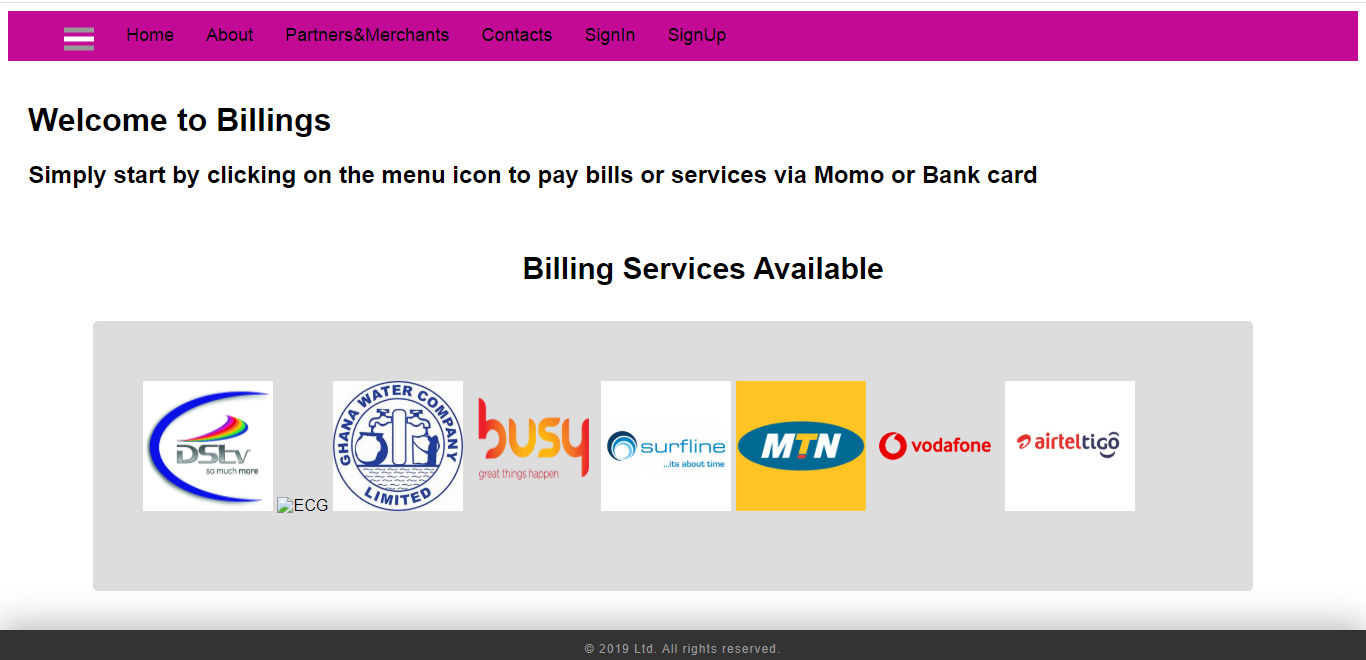 Home About Partners&Merchants Contacts SignIn SignUp
Welcome to Billings
Simply start by clicking on the menu icon to pay bills or services via Momo or Bank card
Billing Services Available
DStv
so much more
ECG
GHANA WATER COMPANY
LIMITED
busy
great things happen
surfline
...its about time
MTN
vodafone
airteltigo
© 2019 Ltd. All rights reserved.